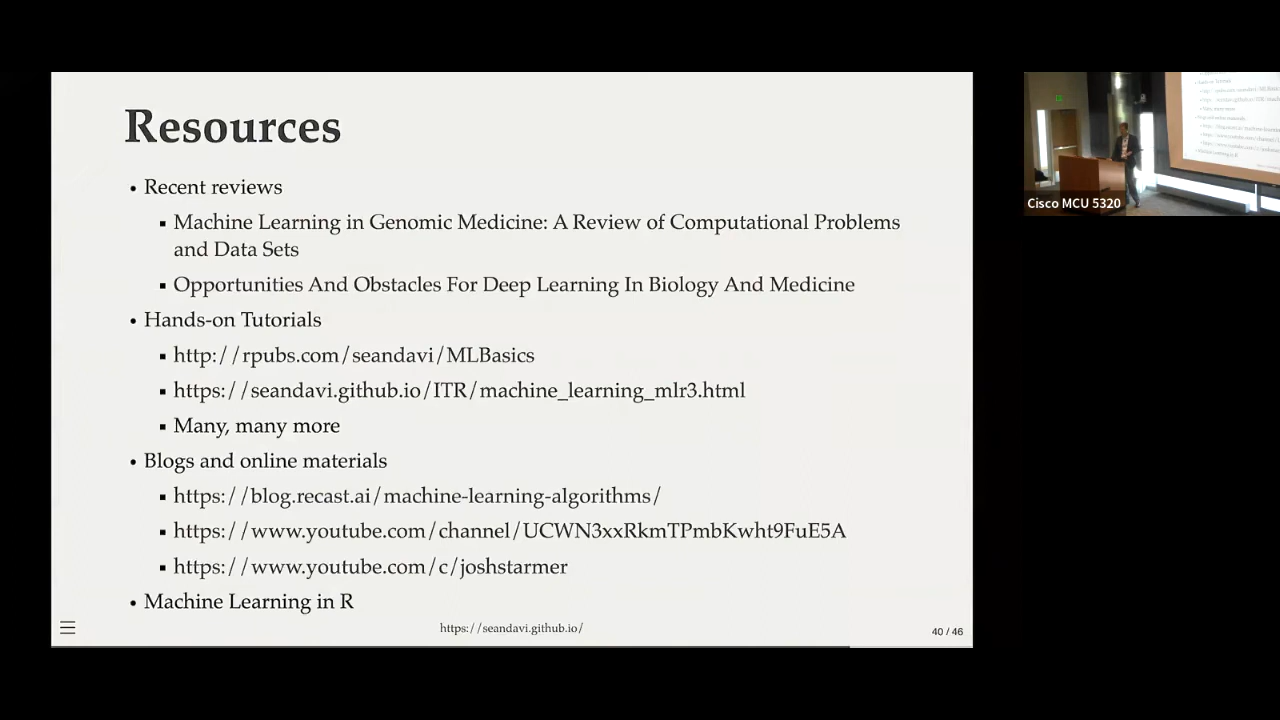 Resources
• Recent reviews
▪ Machine Learning in Genomic Medicine: A Review of Computational Problems
and Data Sets
▪ Opportunities And Obstacles For Deep Learning In Biology And Medicine
• Hands-on Tutorials
▪ http://rpubs.com/seandavi/MLBasics
▪ https://seandavi.github.io/ITR/machine_learning_mlr3.html
▪ Many, many more
• Blogs and online materials
▪ https://blog.recast.ai/machine-learning-algorithms/
▪ https://www.youtube.com/channel/UCWN3xxRkmTPmbKwht9FuE5A
▪ https://www.youtube.com/c/joshstarmer
• Machine Learning in R
https://seandavi.github.io/
40 / 46
Cisco MCU 5320